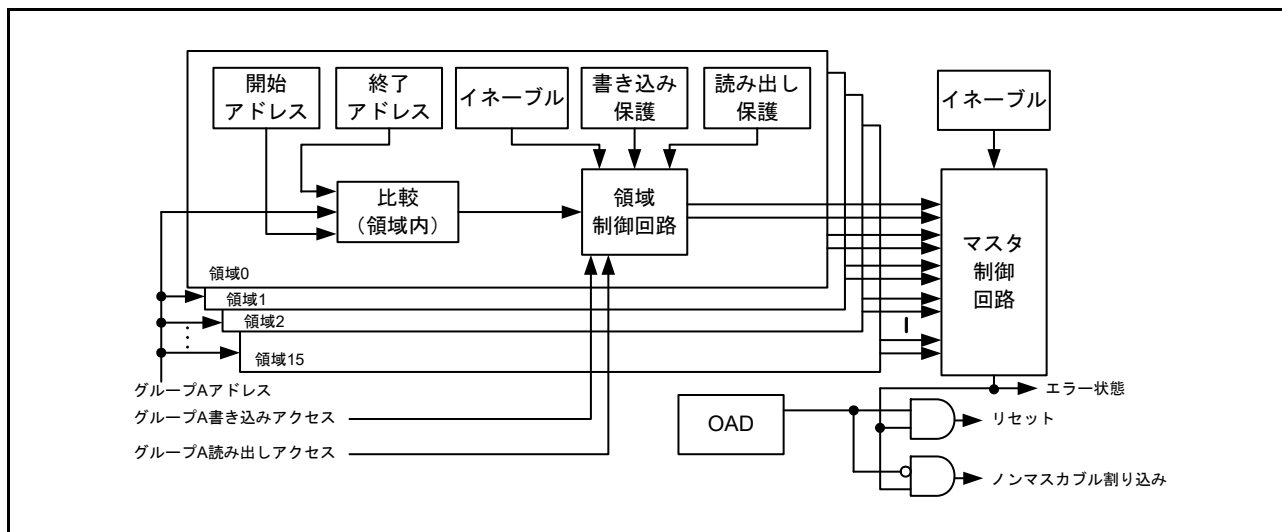 開始
アドレス
終了
アドレス
イネーブル
書き込み
保護
読み出し
保護
イネーブル
比較
（領域内）
領域
制御回路
マスタ
制御
回路
領域0
領域1
領域2
領域15
グループAアドレス
グループA書き込みアクセス
グループA読み出しアクセス
OAD
エラー状態
リセット
ノンマスカブル割り込み